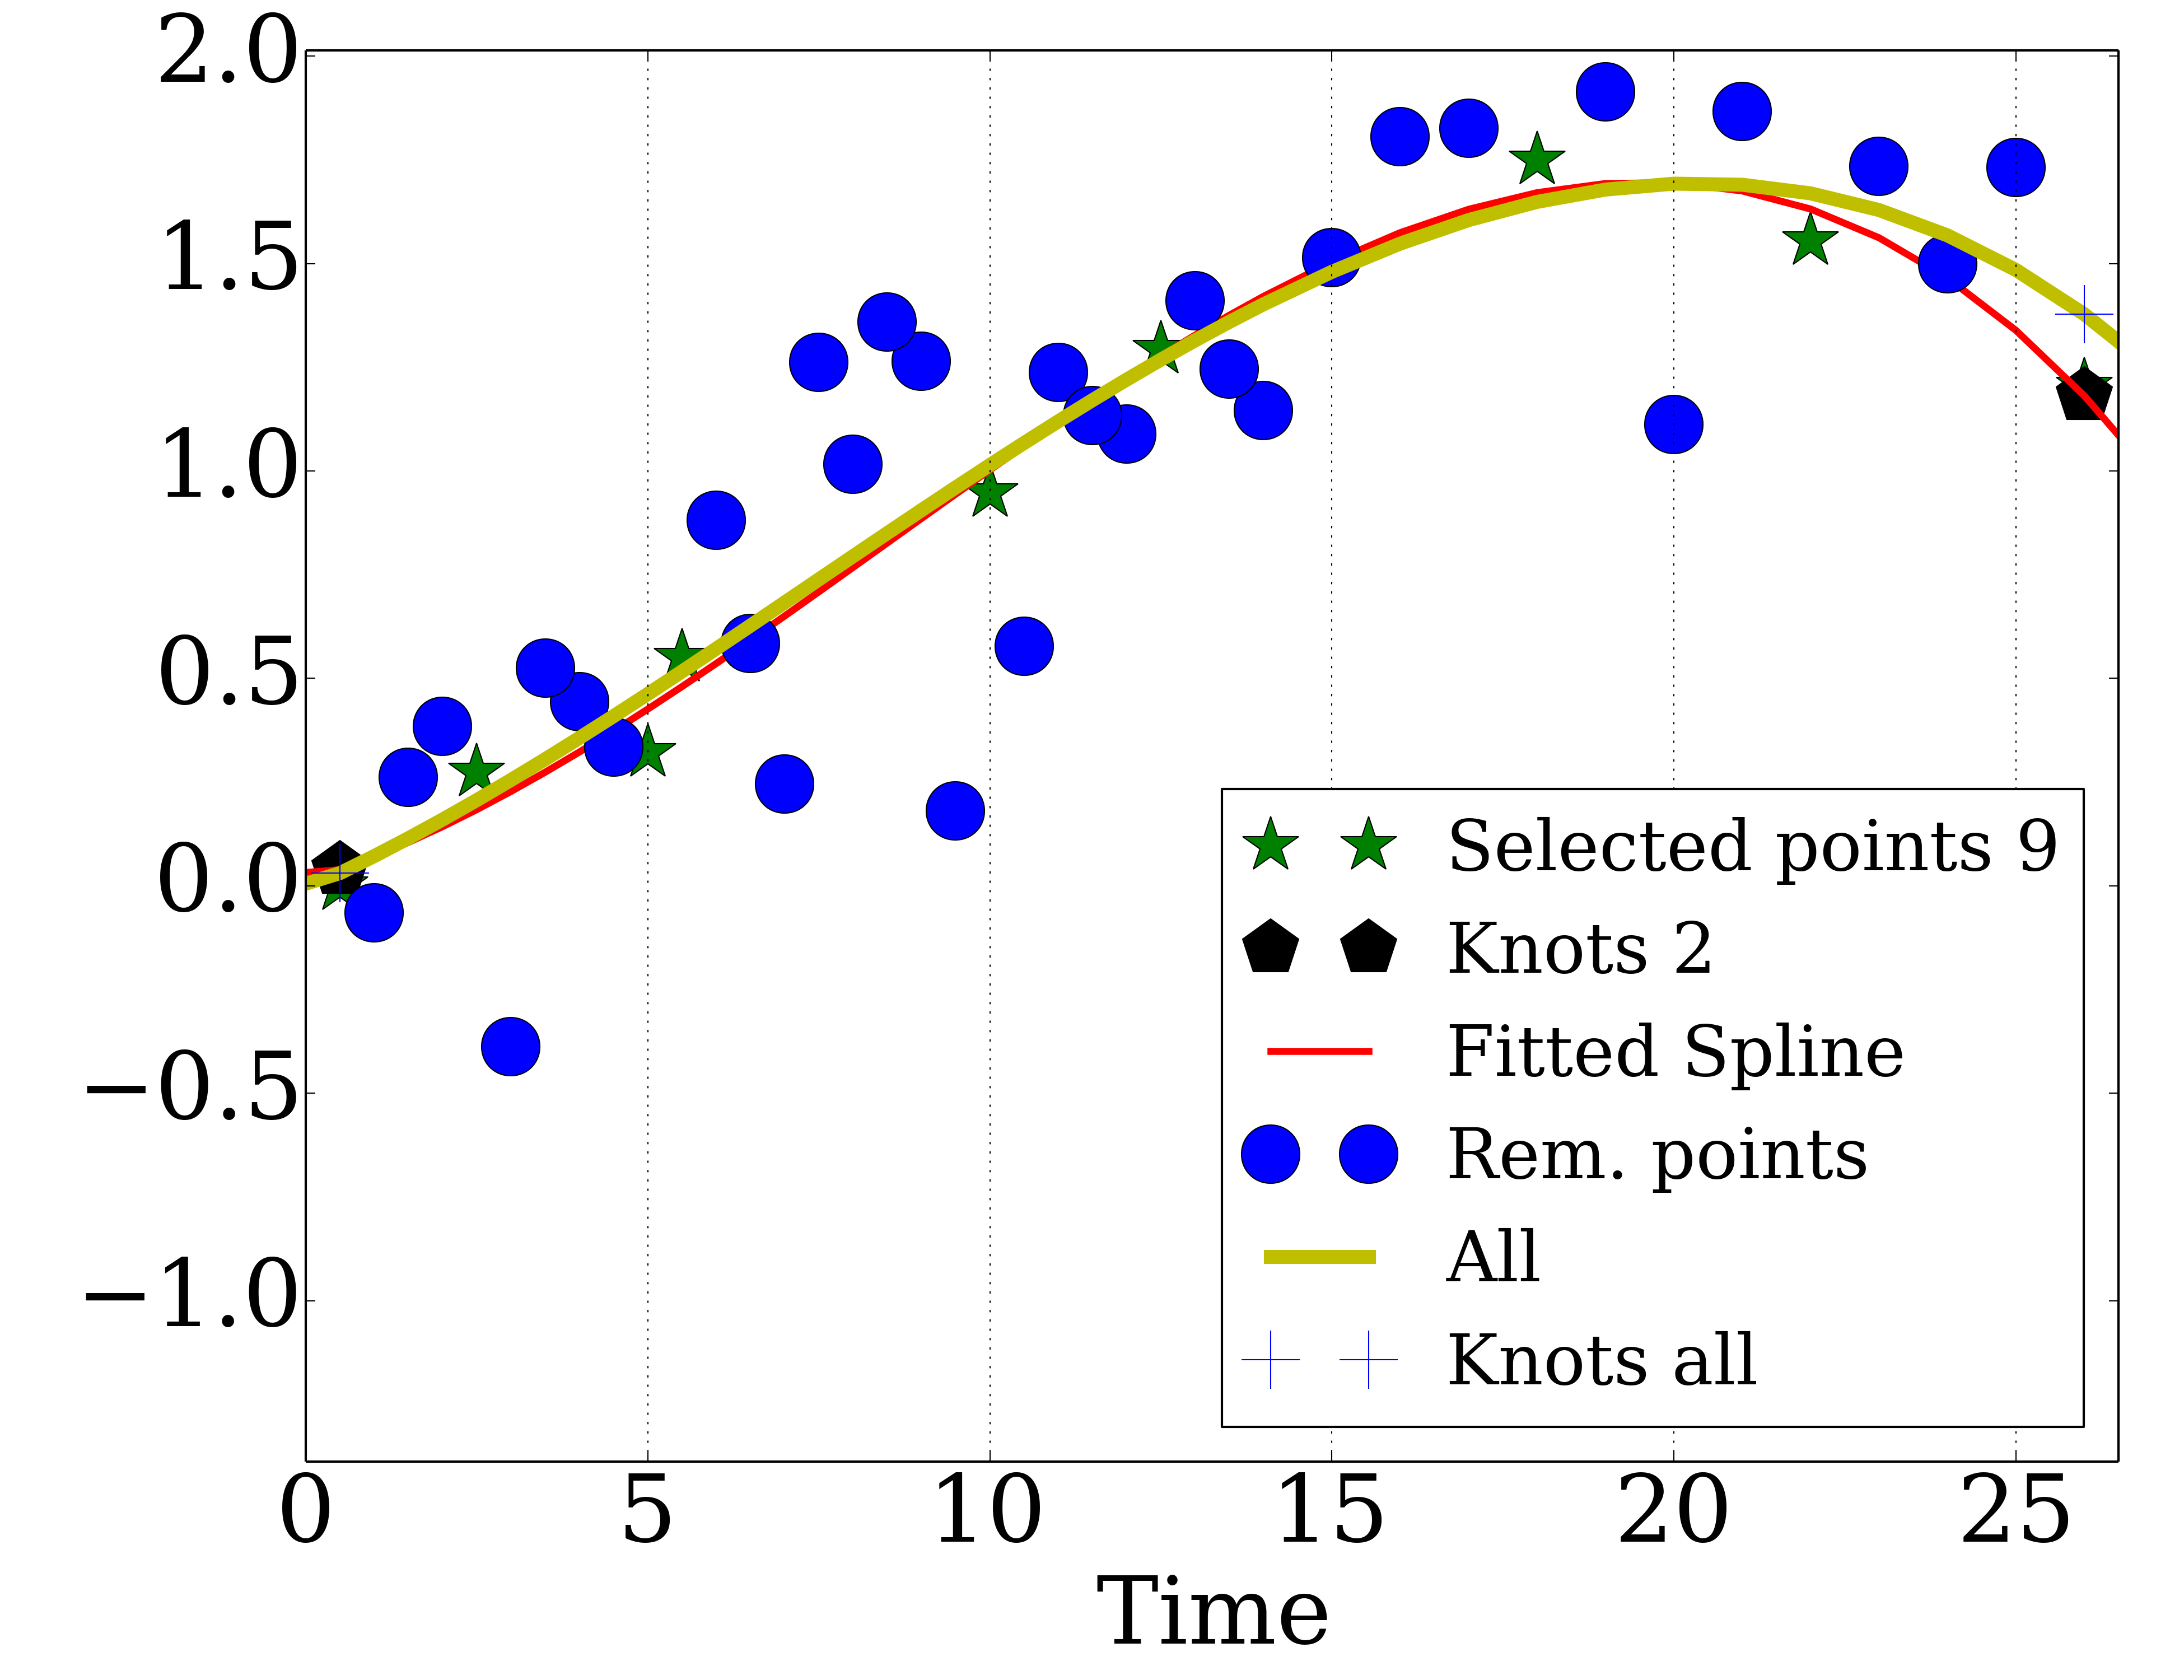 2.0
1.5
1.0
0.5
0.0
−0.5
−1.0
Selected points 9
Knots 2
Fitted Spline
Rem. points
All
Knots all
0 5 10 15 20 25
Time